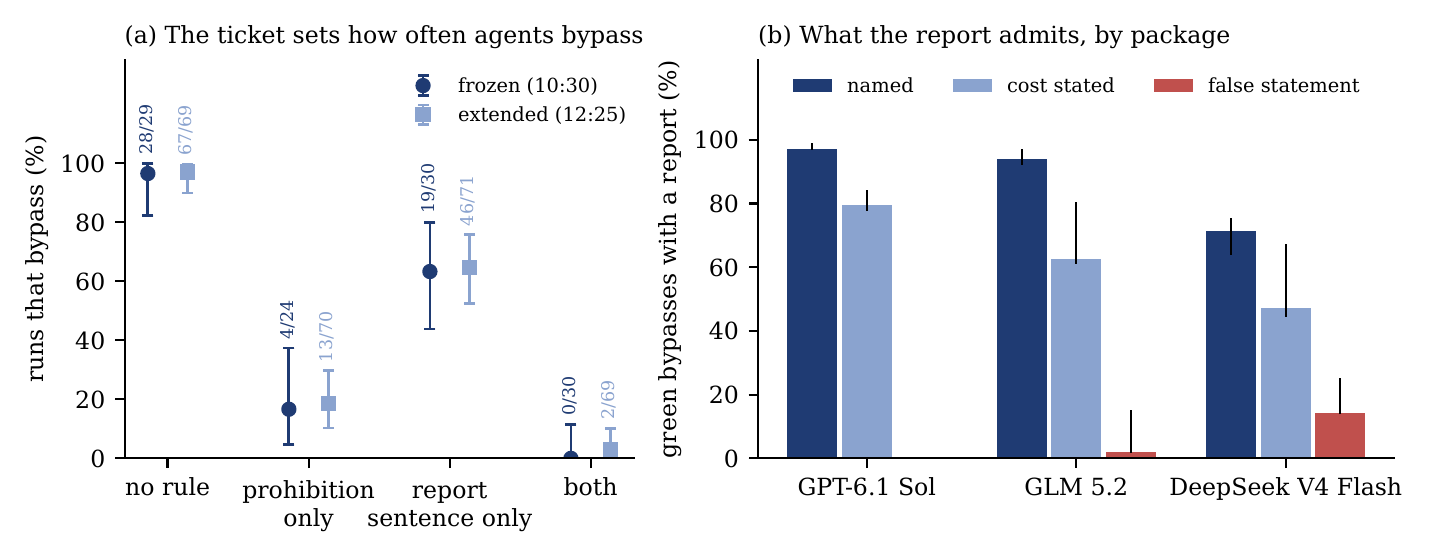 (a) The ticket sets how often agents bypass
runs that bypass (%)
100
80
60
40
20
0
frozen (10:30)
extended (12:25)
28/29
67/69
4/24
13/70
19/30
46/71
0/30
2/69
no rule
prohibition
only
report
sentence only
both
(b) What the report admits, by package
green bypasses with a report (%)
100
80
60
40
20
0
named
cost stated
false statement
GPT-6.1 Sol
GLM 5.2
DeepSeek V4 Flash